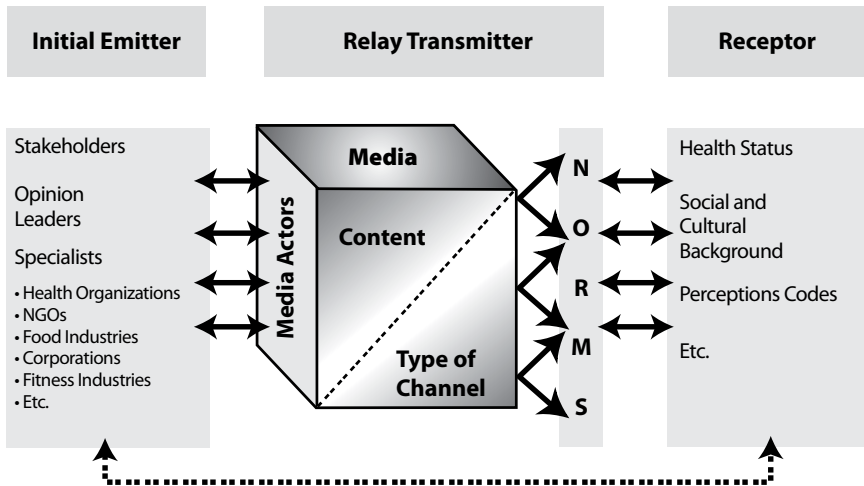 Initial Emitter
Relay Transmitter
Receptor
Stakeholders
Opinion
Leaders
Specialists
• Health Organizations
• NGOs
• Food Industries
• Corporations
• Fitness Industries
• Etc.
Media
Media Actors
Content
Type of
Channel
N
O
R
M
S
Health Status
Social and
Cultural
Background
Perceptions Codes
Etc.